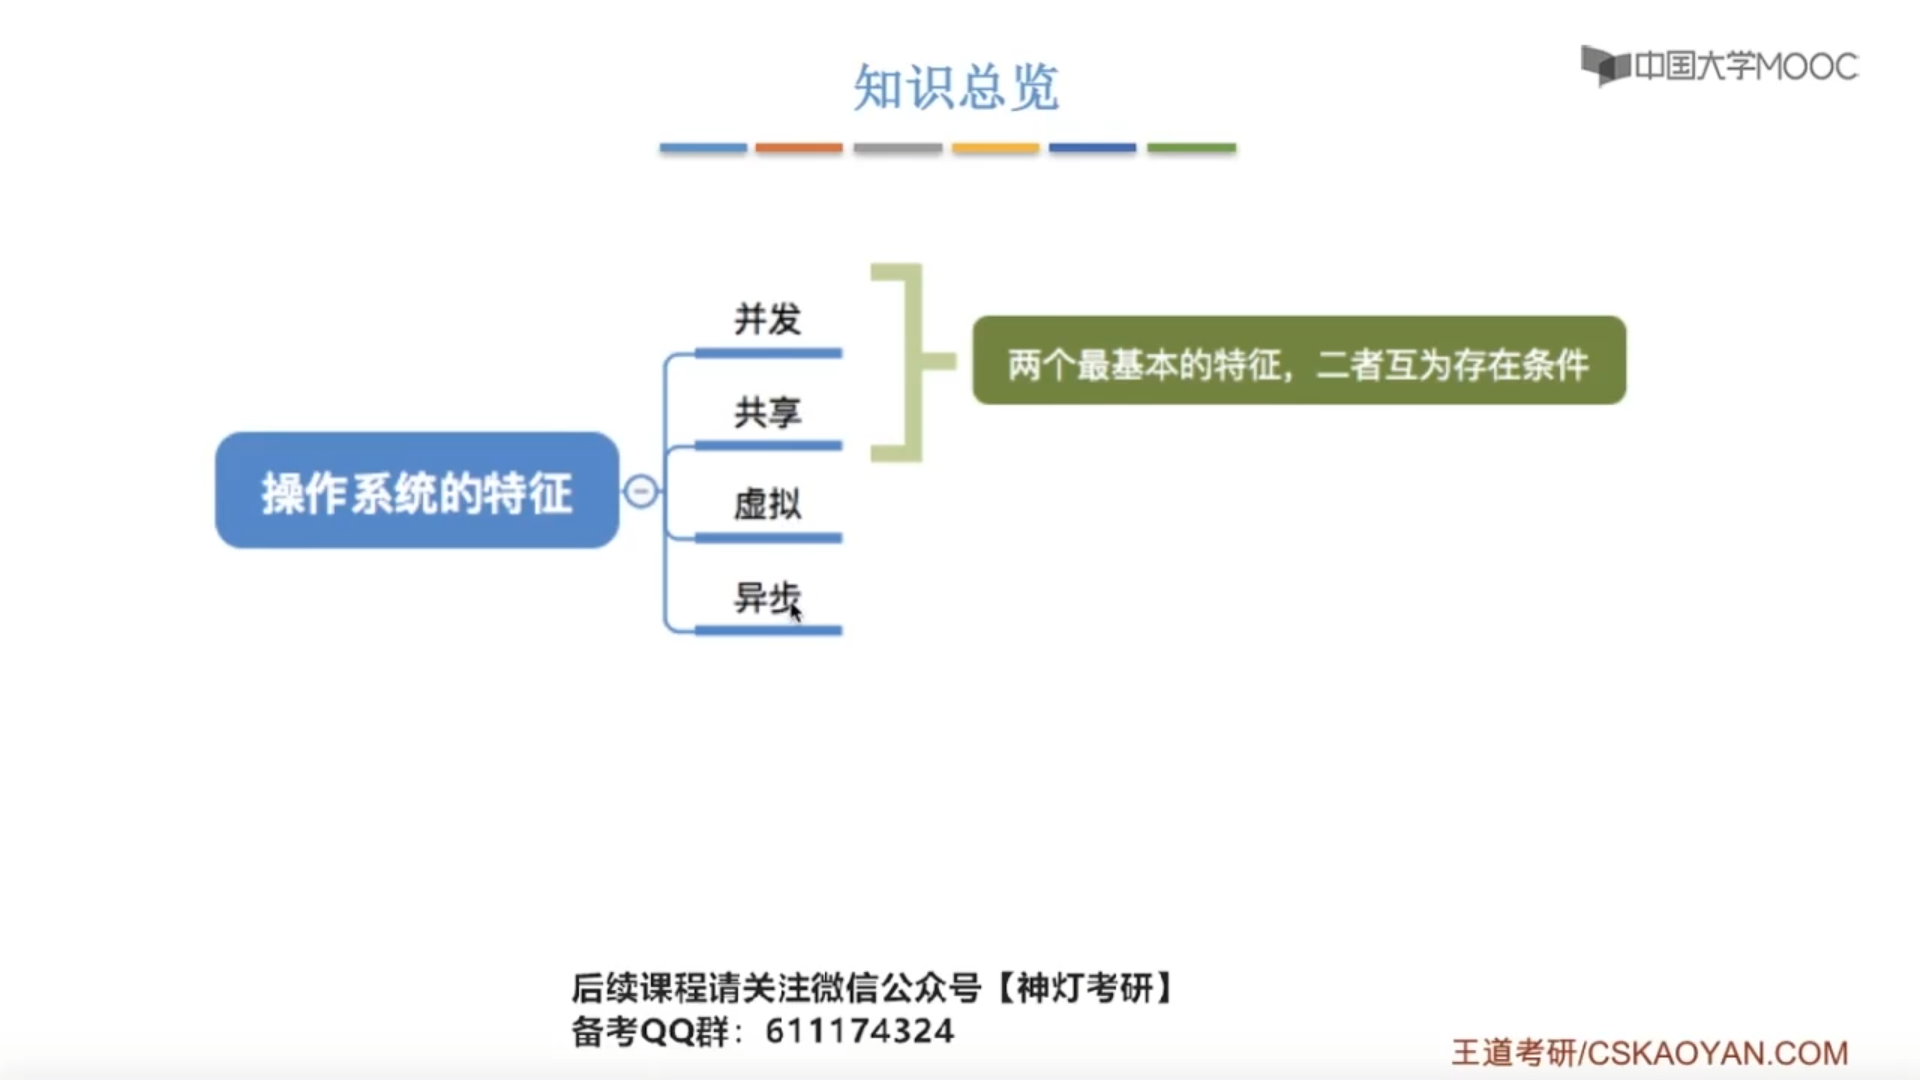 知识总览
中国大学MOOC
并发
共享
虚拟
异步
两个最基本的特征，二者互为存在条件
操作系统的特征
后续课程请关注微信公众号【神灯考研】
备考QQ群：611174324
王道考研/CSKAOYAN.COM